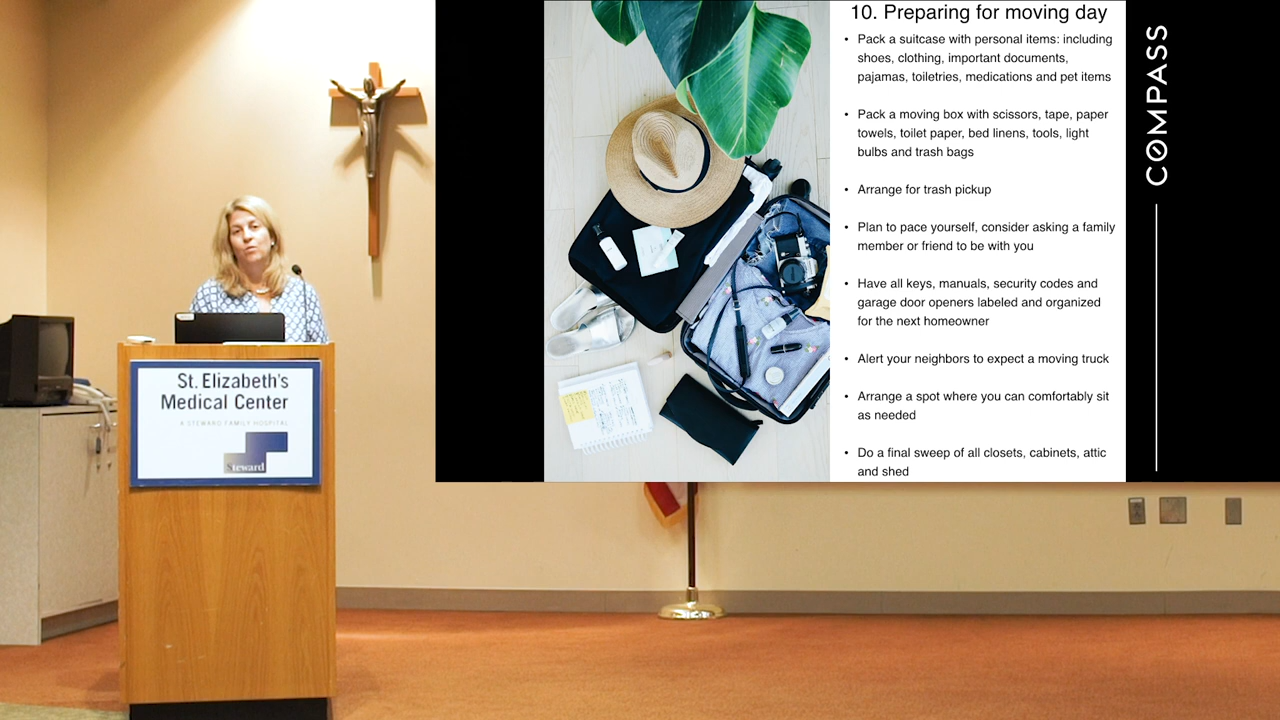 10. Preparing for moving day
• Pack a suitcase with personal items: including
shoes, clothing, important documents,
pajamas, toiletries, medications and pet items
• Pack a moving box with scissors, tape, paper
towels, toilet paper, bed linens, tools, light
bulbs and trash bags
• Arrange for trash pickup
• Plan to pace yourself, consider asking a family
member or friend to be with you
• Have all keys, manuals, security codes and
garage door openers labeled and organized
for the next homeowner
• Alert your neighbors to expect a moving truck
• Arrange a spot where you can comfortably sit
as needed
• Do a final sweep of all closets, cabinets, attic
and shed
COMPASS
St. Elizabeth's
Medical Center
A STEWARD FAMILY HOSPITAL
Steward